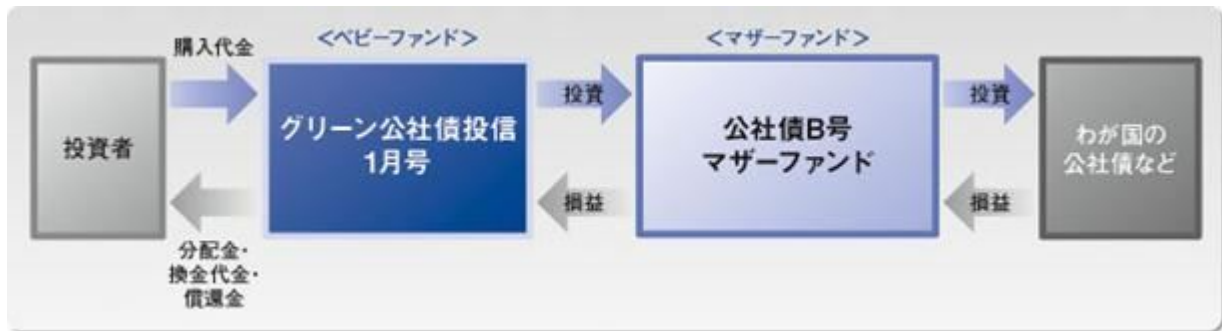 購入代金
<ベビーファンド>
<マザーファンド>
投資者
グリーン公社債投信
1月号
投資
公社債B号
マザーファンド
投資
わが国の
公社債など
損益
損益
分配金・
換金代金・
償還金